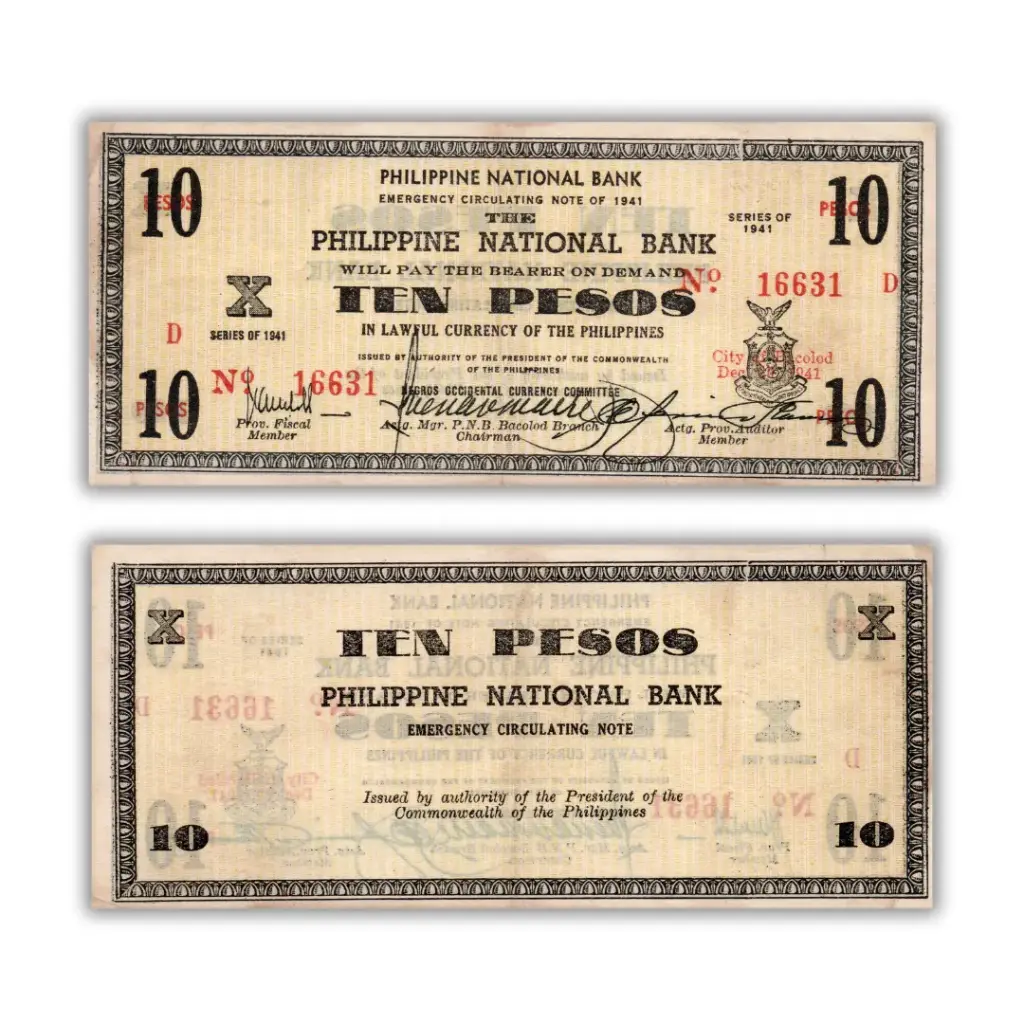 10 PESOS
PHILIPPINE NATIONAL BANK
EMERGENCY CIRCULATING NOTE OF 1941
THE
PHILIPPINE NATIONAL BANK
WILL PAY THE BEARER ON DEMAND
TEN PESOS
IN LAWFUL CURRENCY OF THE PHILIPPINES
ISSUED BY AUTHORITY OF THE PRESIDENT OF THE COMMONWEALTH
OF THE PHILIPPINES
NEGROS OCCIDENTAL CURRENCY COMMITTEE
SERIES OF
1941
10 PESOS
No. 16631 D
X
SERIES OF 1941
D
City of Bacolod
No. 16631
10 PESOS
Prov. Fiscal
Member
Actg. Mgr. P.N.B. Bacolod Branch
Chairman
Actg. Prov. Auditor
Member
10 PESOS
X
X
TEN PESOS
PHILIPPINE NATIONAL BANK
EMERGENCY CIRCULATING NOTE
Issued by authority of the President of the
Commonwealth of the Philippines
10
10